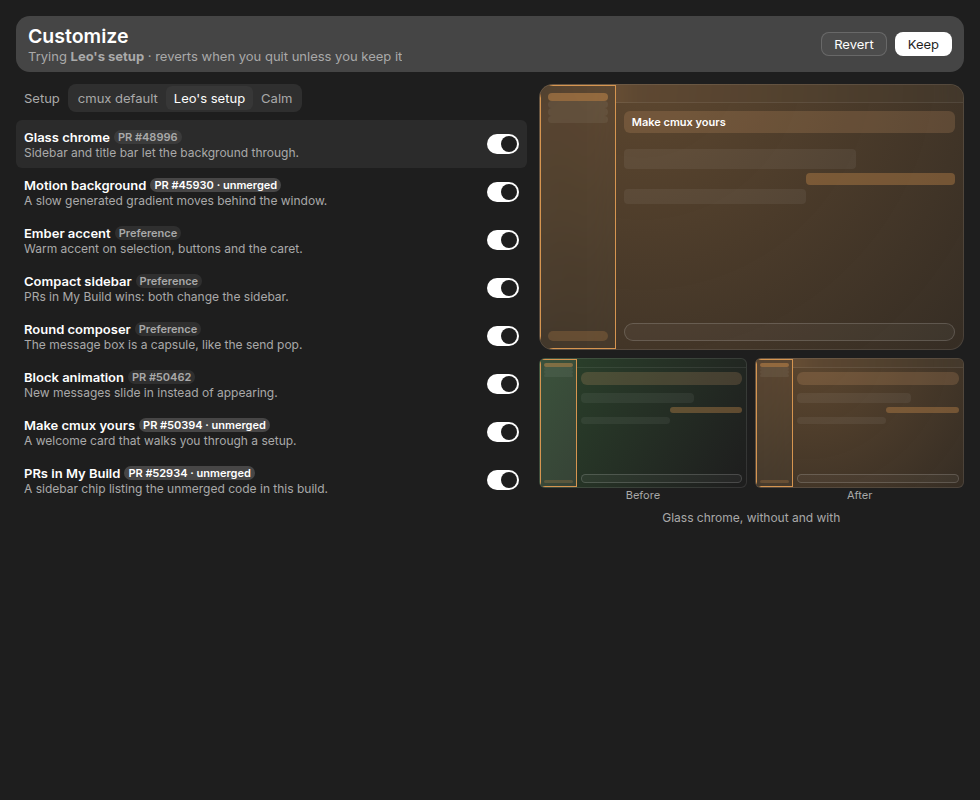 Customize
Trying Leo's setup · reverts when you quit unless you keep it
Revert
Keep
Setup
cmux default
Leo's setup
Calm
Glass chrome PR #48996
Sidebar and title bar let the background through.
Motion background PR #45930 · unmerged
A slow generated gradient moves behind the window.
Ember accent Preference
Warm accent on selection, buttons and the caret.
Compact sidebar Preference
PRs in My Build wins: both change the sidebar.
Round composer Preference
The message box is a capsule, like the send pop.
Block animation PR #50462
New messages slide in instead of appearing.
Make cmux yours PR #50394 · unmerged
A welcome card that walks you through a setup.
PRs in My Build PR #52934 · unmerged
A sidebar chip listing the unmerged code in this build.
Make cmux yours
Before
After
Glass chrome, without and with